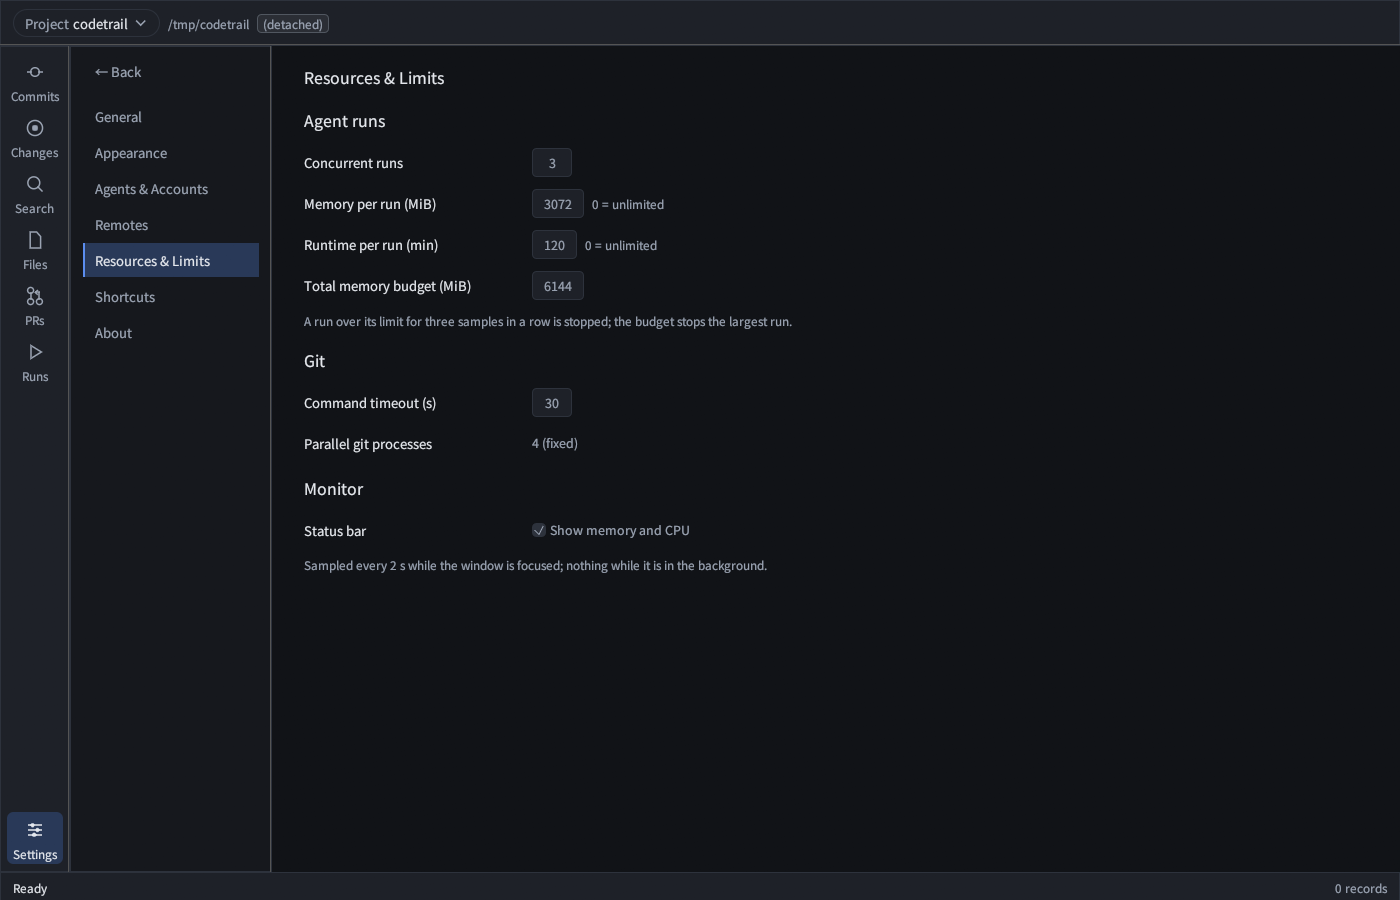 Project codetrail /tmp/codetrail (detached)
Commits
Changes
Search
Files
PRs
Runs
Settings
← Back
General
Appearance
Agents & Accounts
Remotes
Resources & Limits
Shortcuts
About
Resources & Limits
Agent runs
Concurrent runs 3
Memory per run (MiB) 3072 0 = unlimited
Runtime per run (min) 120 0 = unlimited
Total memory budget (MiB) 6144
A run over its limit for three samples in a row is stopped; the budget stops the largest run.
Git
Command timeout (s) 30
Parallel git processes 4 (fixed)
Monitor
Status bar Show memory and CPU
Sampled every 2 s while the window is focused; nothing while it is in the background.
Ready 0 records